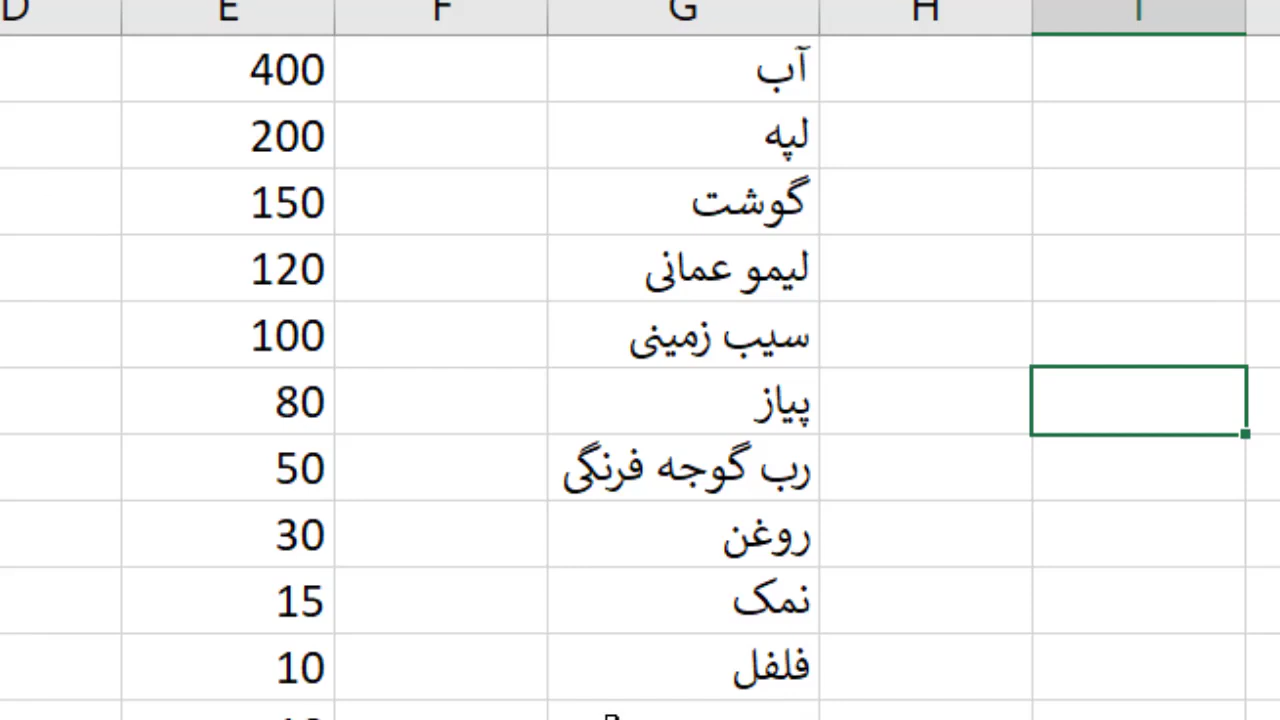 D E F G H I
400 آب
200 لپه
150 گوشت
120 لیمو عمانی
100 سیب زمینی
80 پیاز
50 رب گوجه فرنگی
30 روغن
15 نمک
10 فلفل